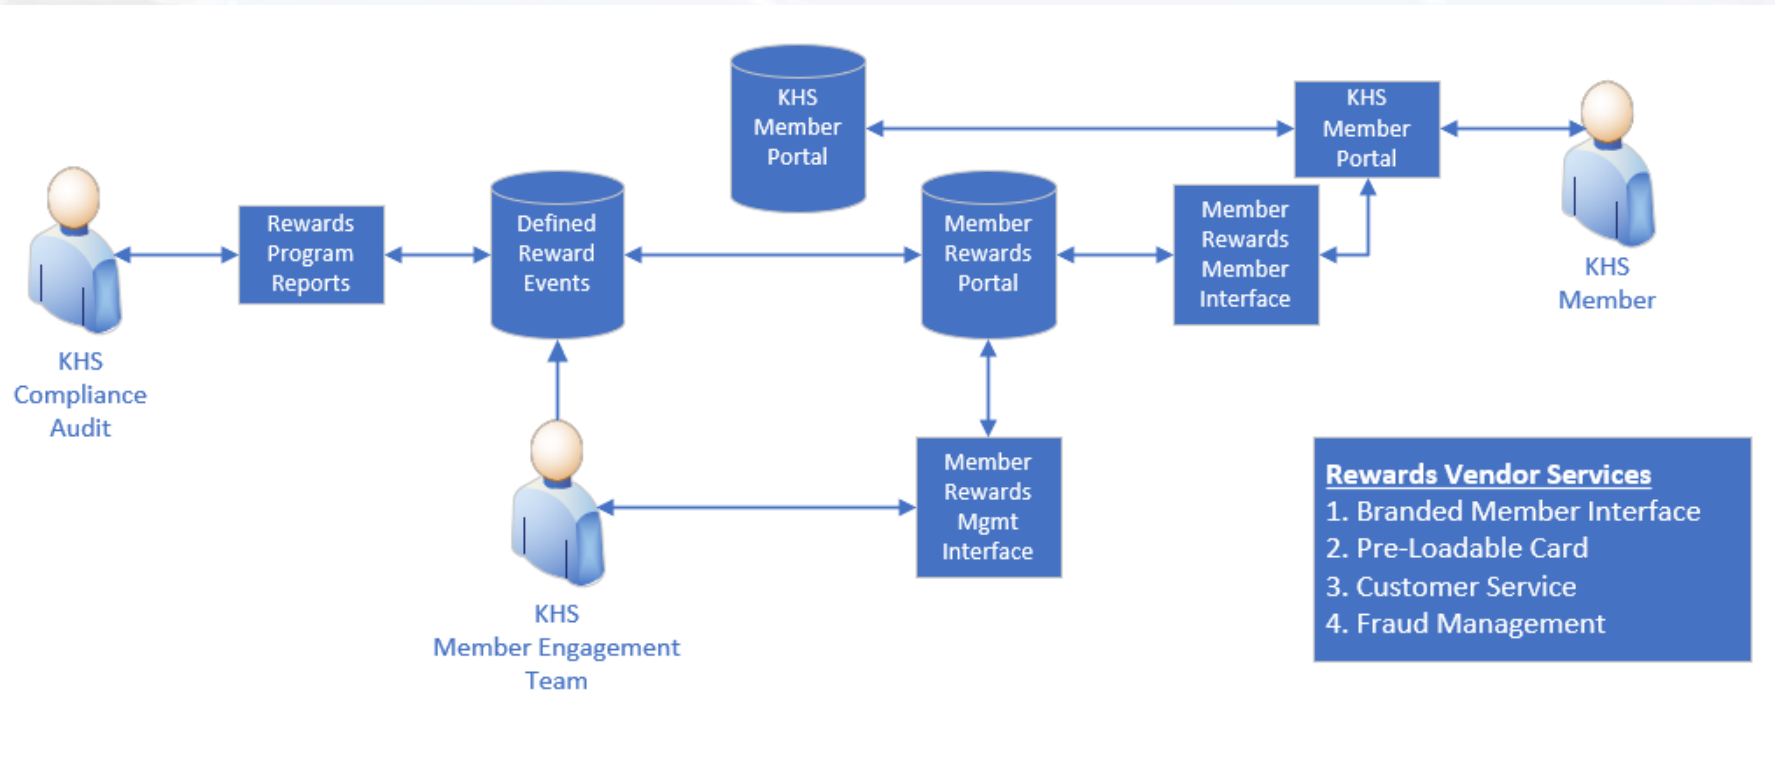 KHS
Member
Portal
KHS
Member
Portal
Rewards
Program
Reports
Defined
Reward
Events
Member
Rewards
Portal
Member
Rewards
Member
Interface
KHS
Member
KHS
Compliance
Audit
Member
Rewards
Mgmt
Interface
KHS
Member Engagement
Team
Rewards Vendor Services
1. Branded Member Interface
2. Pre-Loadable Card
3. Customer Service
4. Fraud Management